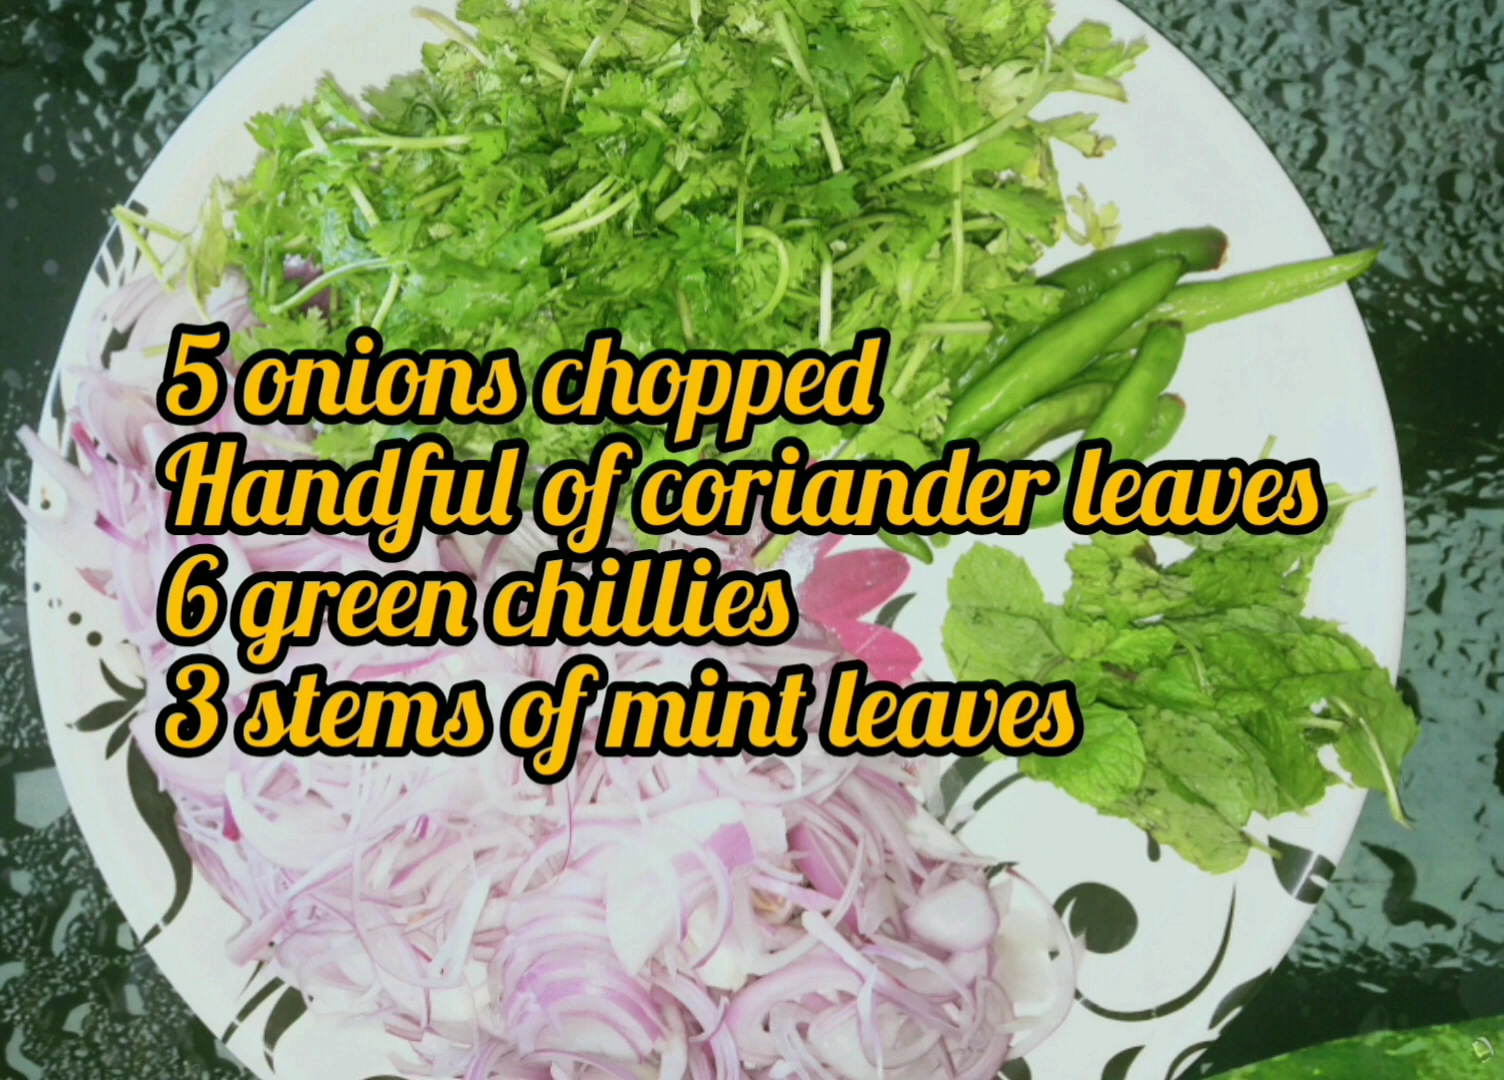 5 onions chopped
Handful of coriander leaves
6 green chillies
3 stems of mint leaves